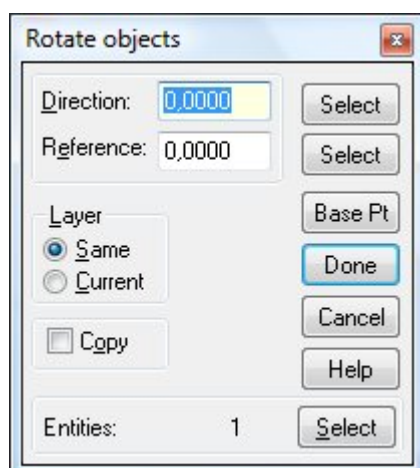 Rotate objects
Direction: 0,0000 Select
Reference: 0,0000 Select
Base Pt
Layer
Same
Current
Done
Cancel
Copy
Help
Entities: 1 Select